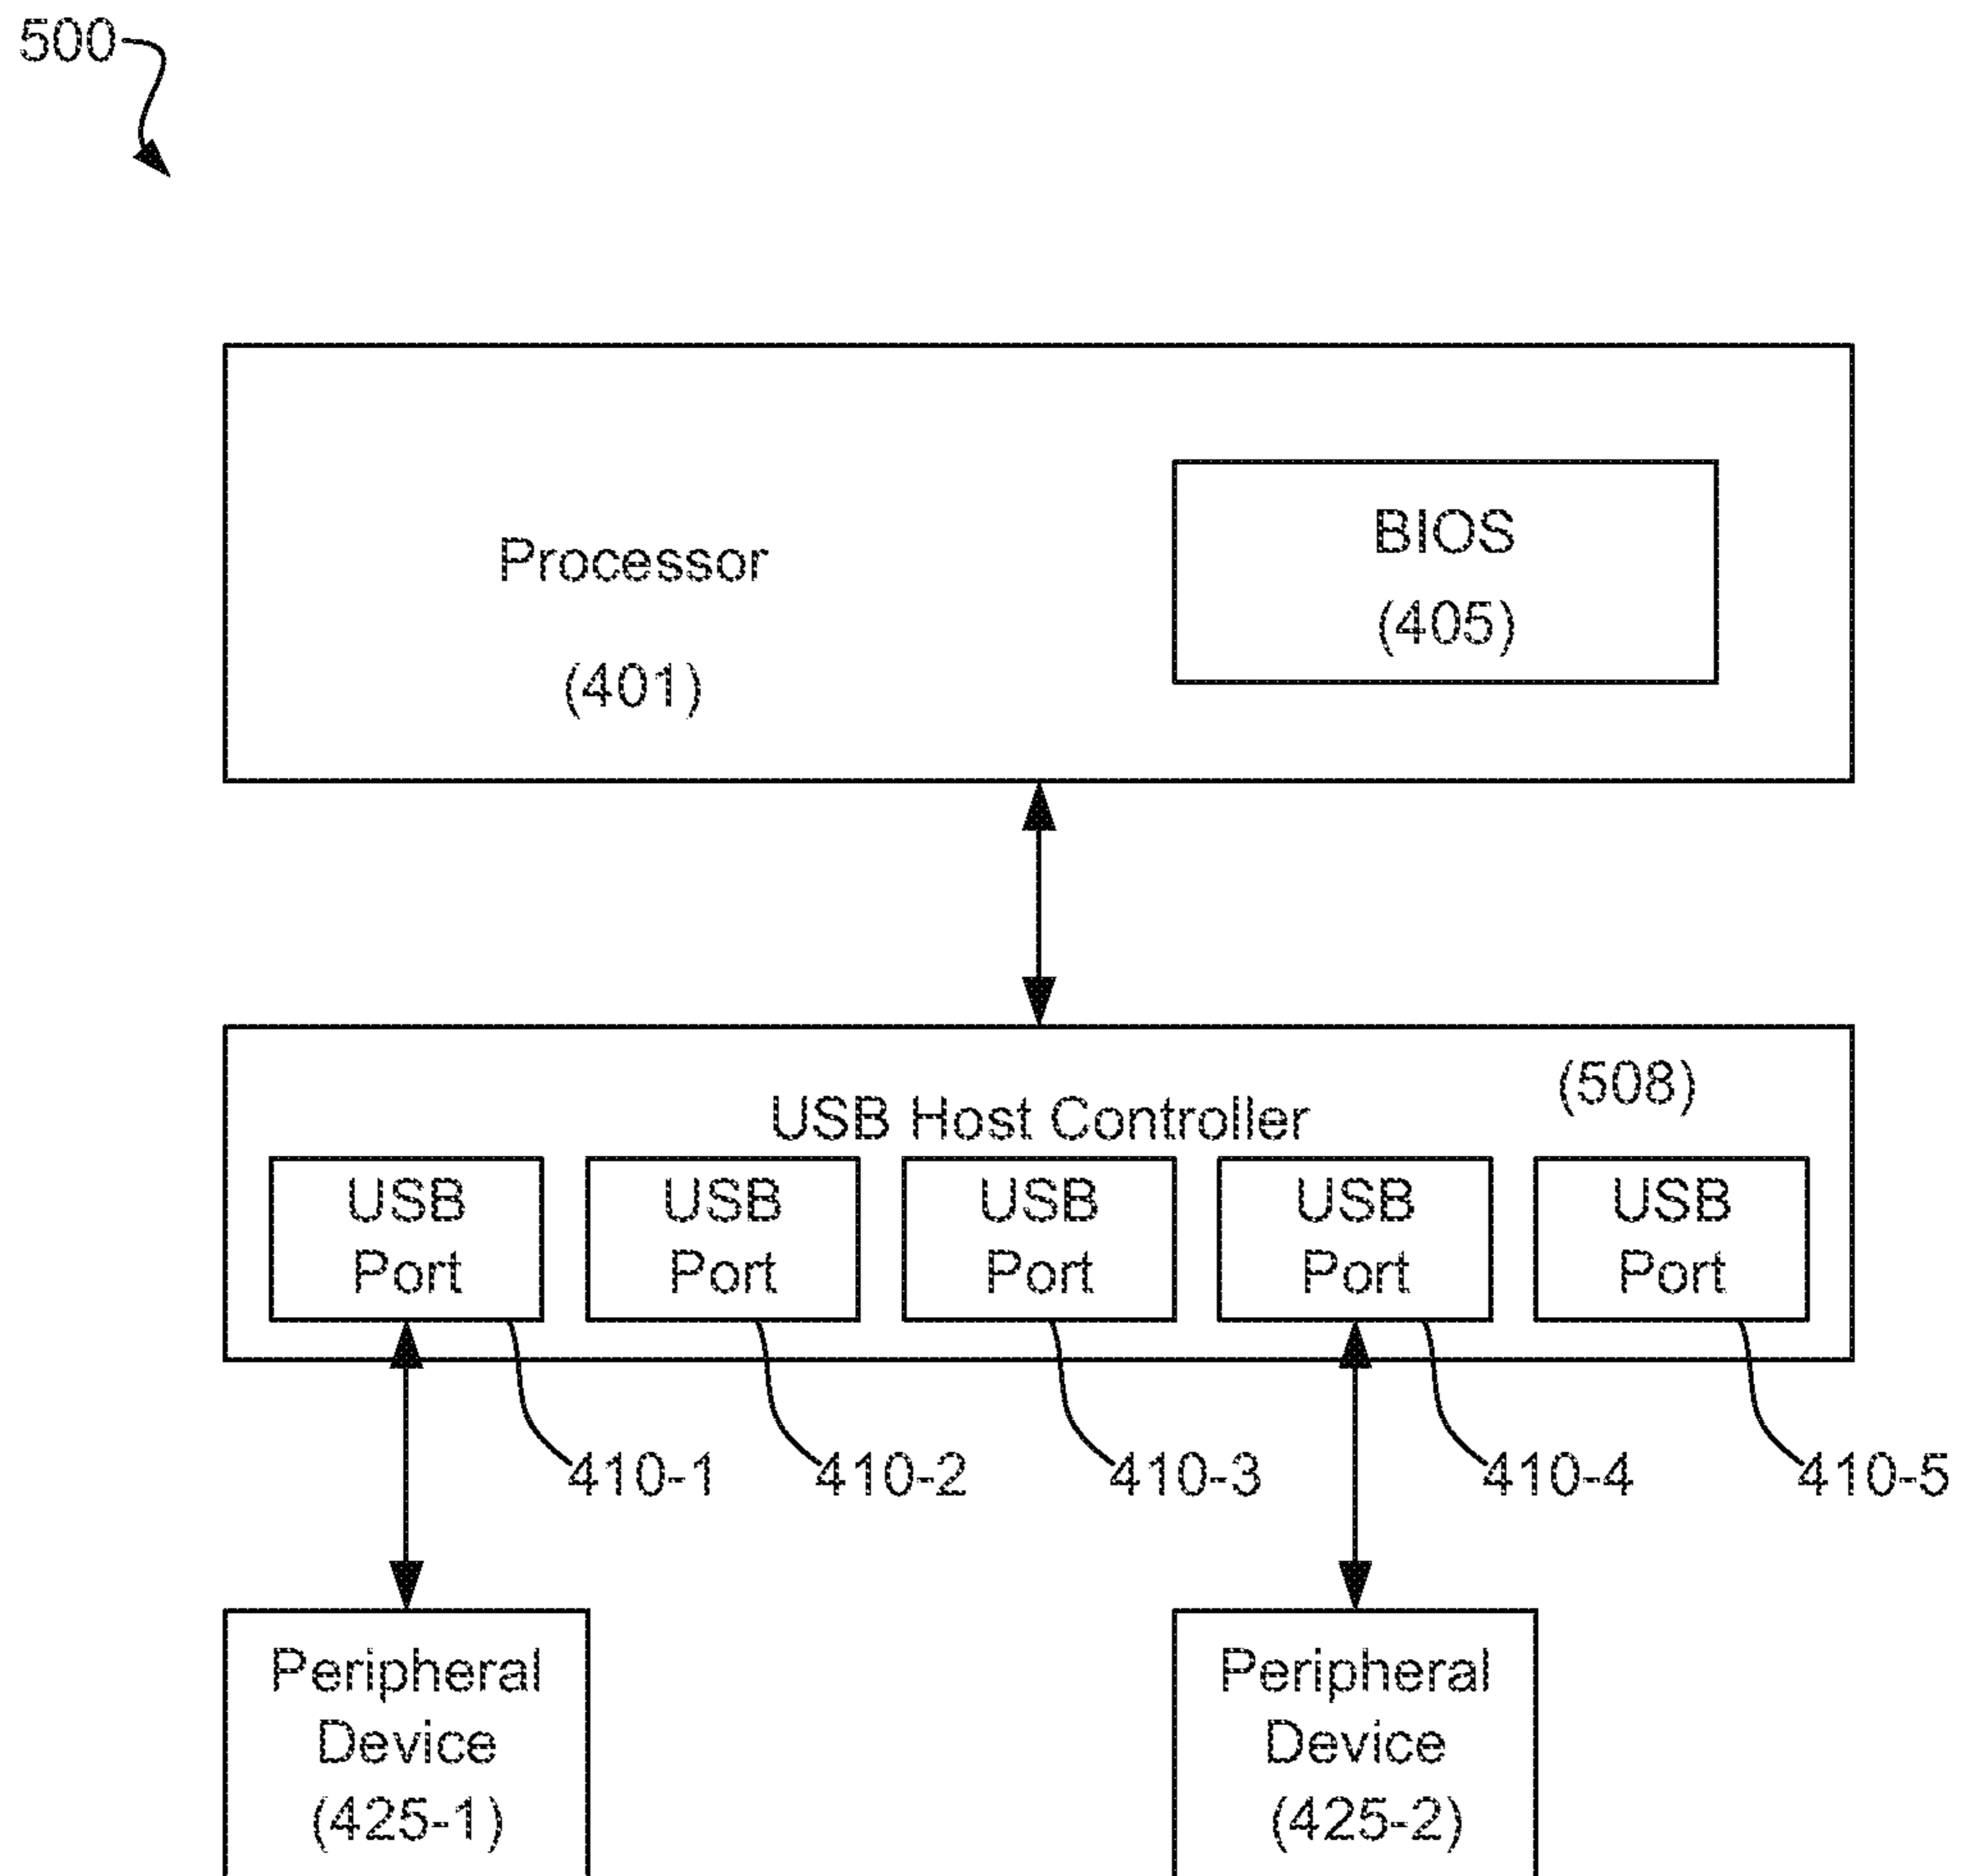 500
Processor
(401)
BIOS
(405)
(508)
USB Host Controller
USB
Port
USB
Port
USB
Port
USB
Port
USB
Port
410-1
410-2
410-3
410-4
410-5
Peripheral
Device
(425-1)
Peripheral
Device
(425-2)